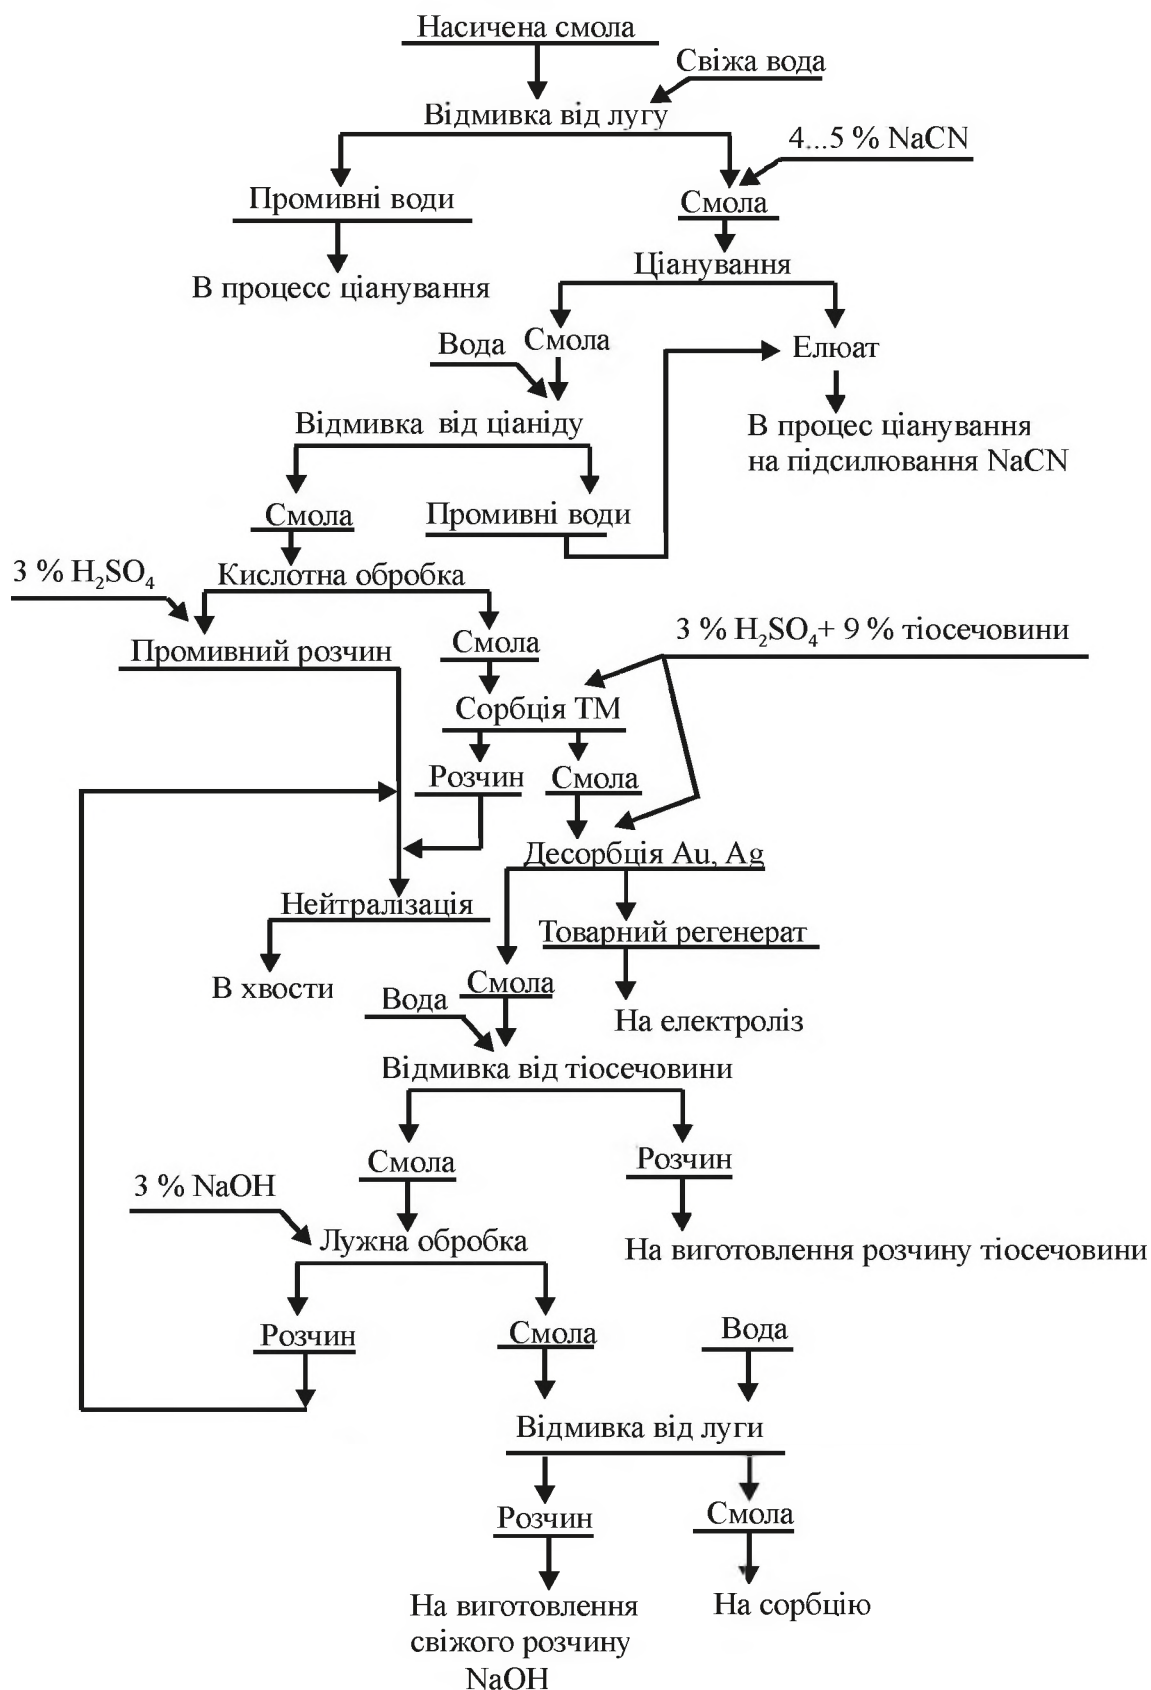 Насичена смола
Свіжа вода
Відмивка від лугу
4...5 % NaCN
Промивні води
Смола
Ціанування
В процесс ціанування
Вода
Смола
Елюат
Відмивка від ціаніду
В процес ціанування
на підсилювання NaCN
Смола
Промивні води
3 % H₂SO₄
Кислотна обробка
Промивний розчин
Смола
3 % H₂SO₄+ 9 % тіосечовини
Сорбція ТМ
Розчин
Смола
Десорбція Au, Ag
Нейтралізація
Товарний регенерат
В хвости
Вода
Смола
На електроліз
Відмивка від тіосечовини
Смола
Розчин
3 % NaOH
Лужна обробка
На виготовлення розчину тіосечовини
Розчин
Смола
Вода
Відмивка від луги
Розчин
Смола
На виготовлення
свіжого розчину
NaOH
На сорбцію